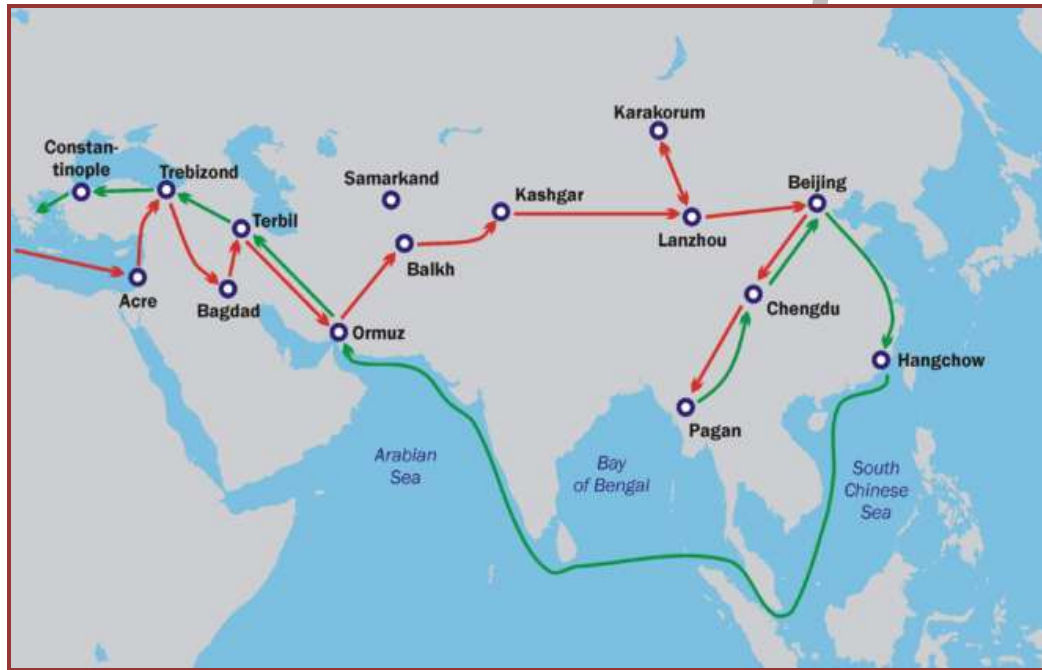 Karakorum
Constan-
tinople
Trebizond
Samarkand
Kashgar
Beijing
Terbil
Lanzhou
Balkh
Acre
Bagdad
Chengdu
Ormuz
Hangchow
Pagan
Arabian
Sea
Bay
of Bengal
South
Chinese
Sea